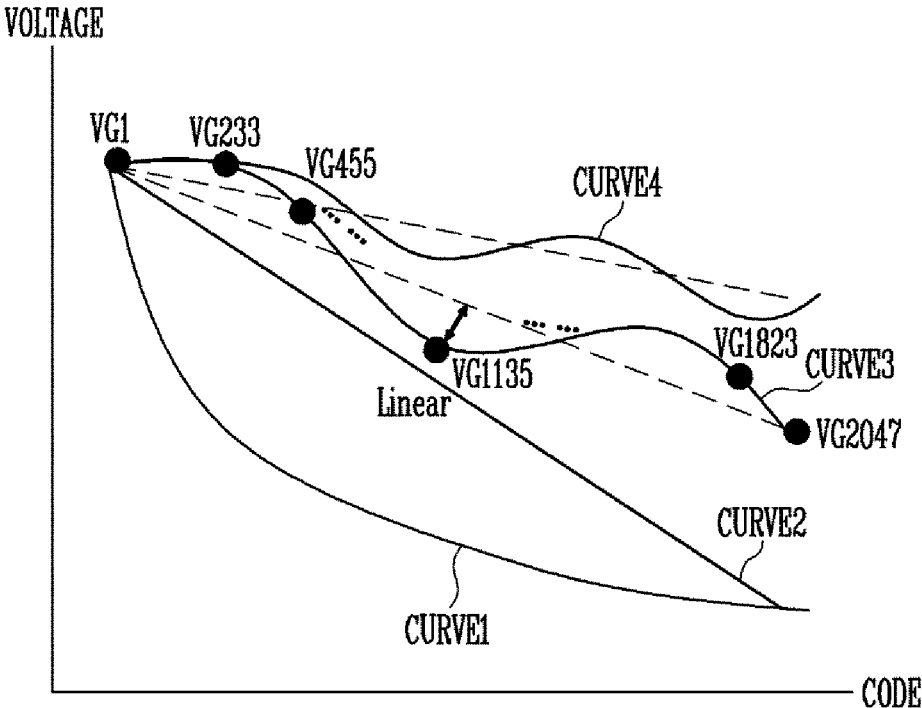 VOLTAGE
VG1
VG233
VG455
CURVE4
VG1135
VG1823
CURVE3
Linear
VG2047
CURVE2
CURVE1
CODE